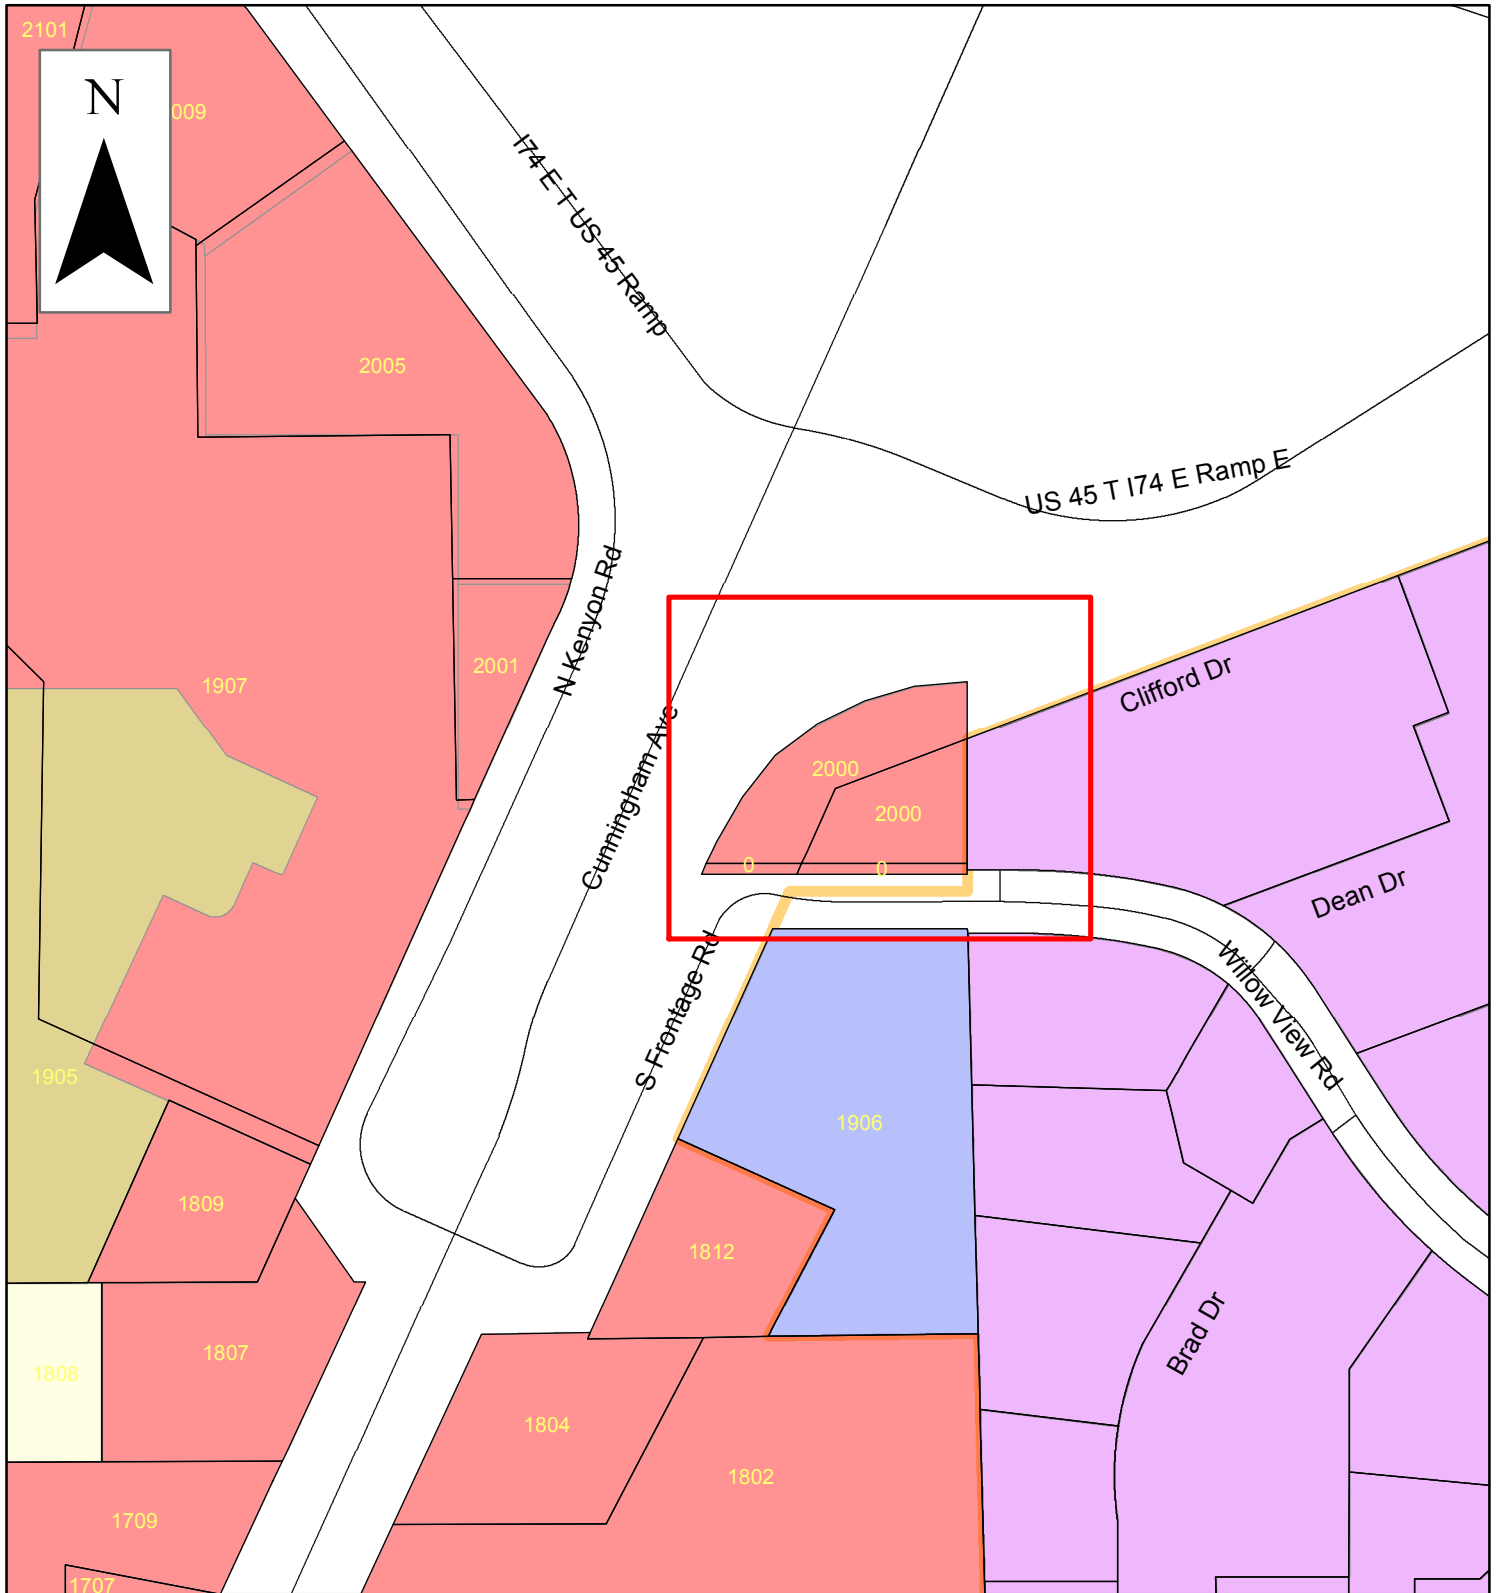 2101
N
009
I74 E T US 45 Ramp
2005
US 45 T I74 E Ramp E
N Kenyon Rd
2001
1907
Clifford Dr
Cunningham Ave
2000
2000
0
0
Dean Dr
S Frontage Rd
Willow View Rd
1905
1906
1809
1812
Brad Dr
1807
1808
1804
1802
1709
1707